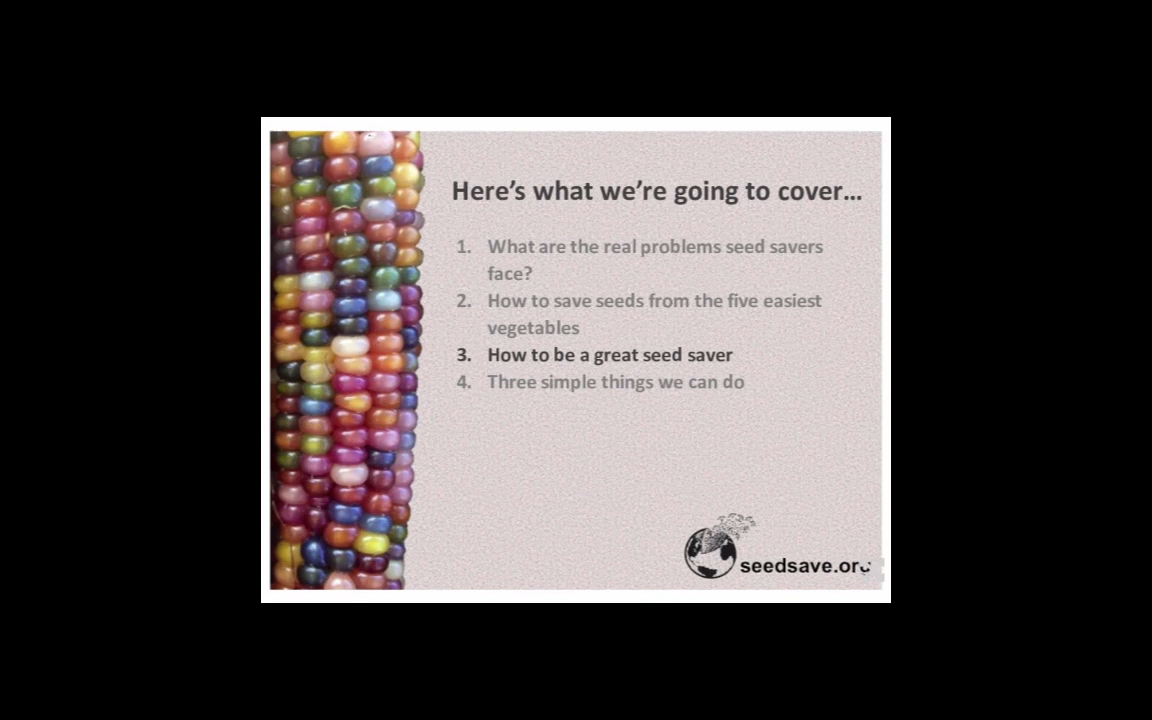 Here's what we're going to cover…
1. What are the real problems seed savers
face?
2. How to save seeds from the five easiest
vegetables
3. How to be a great seed saver
4. Three simple things we can do
seedsave.org